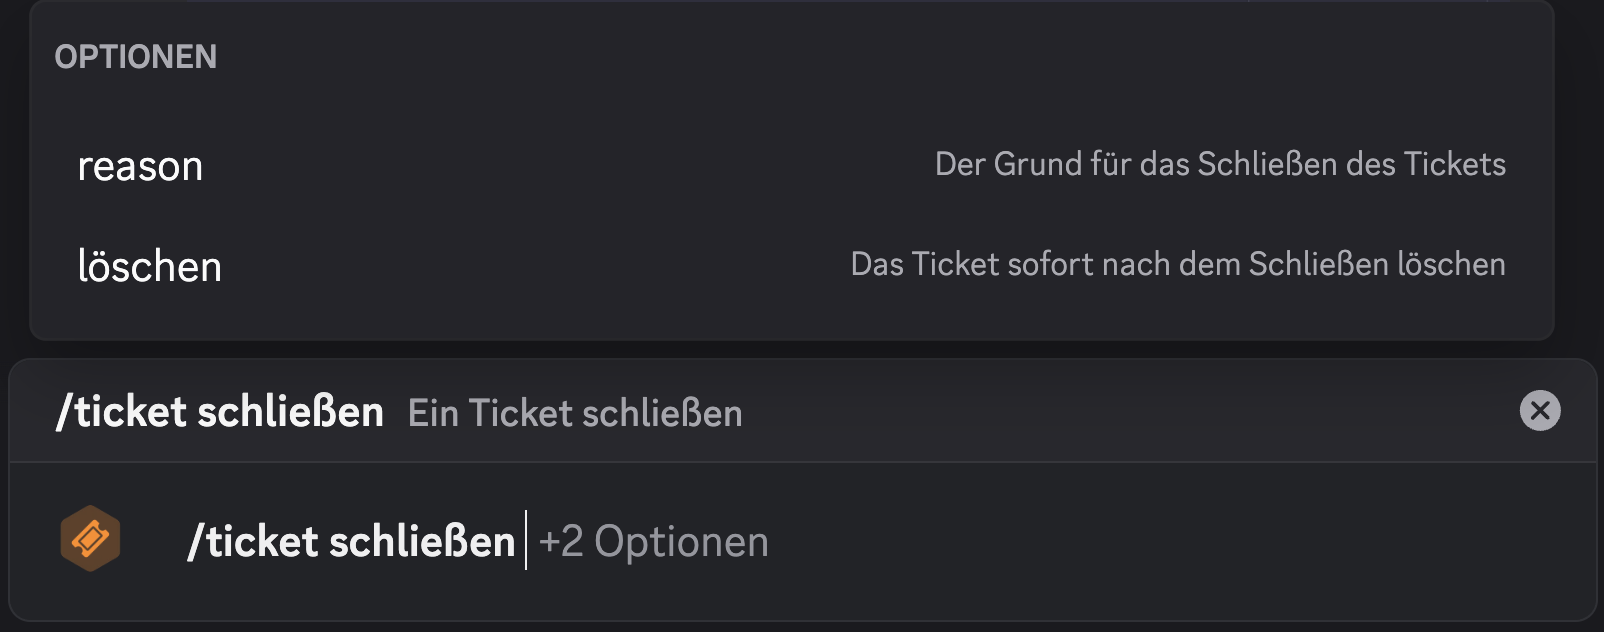 OPTIONEN
reason Der Grund für das Schließen des Tickets
löschen Das Ticket sofort nach dem Schließen löschen
/ticket schließen Ein Ticket schließen
/ticket schließen +2 Optionen